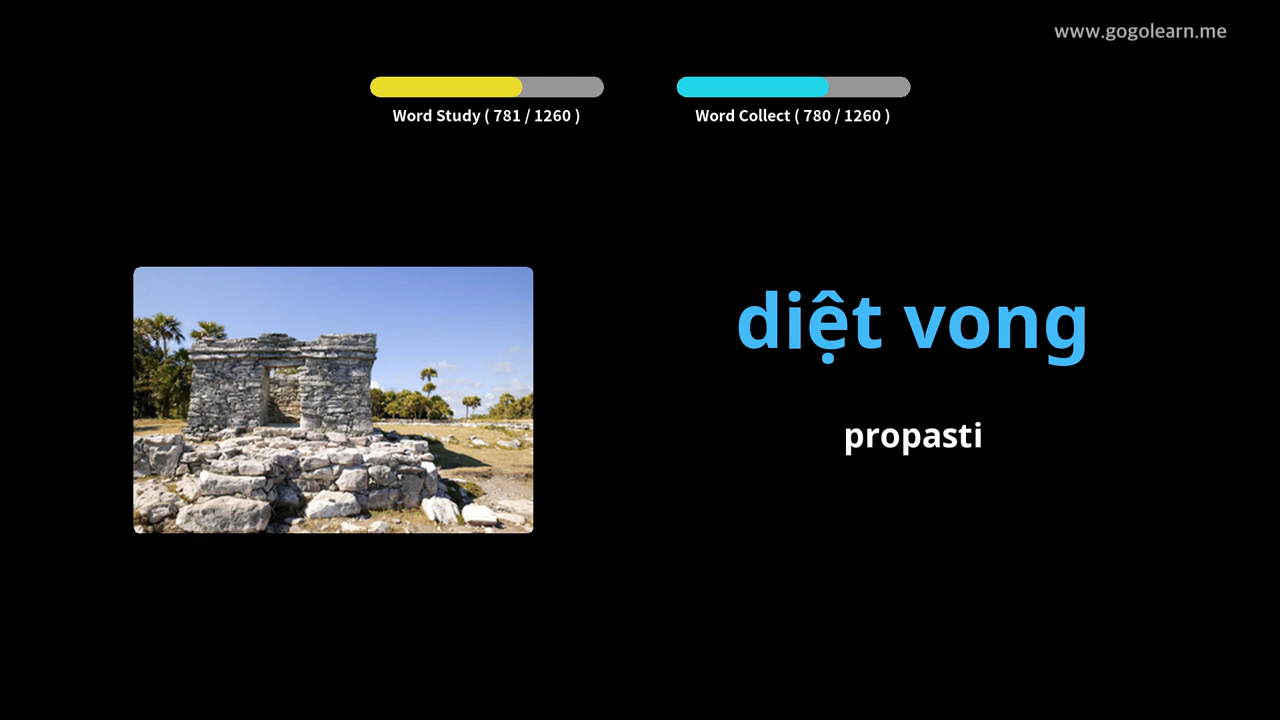 www.gogolearn.me
Word Study ( 781 / 1260 )
Word Collect ( 780 / 1260 )
diệt vong
propasti